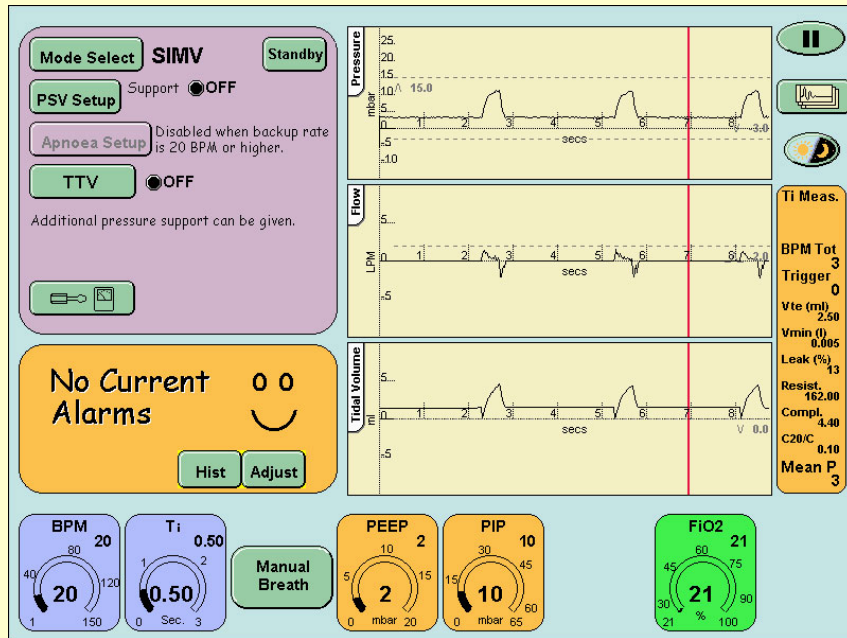 Mode Select SIMV Standby
PSV Setup Support OFF
Apnoea Setup Disabled when backup rate
is 20 BPM or higher.
TTV OFF
Additional pressure support can be given.
No Current
Alarms
Hist Adjust
Pressure
mbar
25
20
15
10
5
0
-5
-10
15.0
-3.0
1 2 3 4 5 6 7 8
secs
Flow
LPM
5
0
-5
2.0
1 2 3 4 5 6 7 8
secs
Tidal Volume
ml
5
0
-5
1 2 3 4 5 6 7 8
secs
V 0.0
Ti Meas.
BPM Tot
3
Trigger
0
Vte (ml)
2.50
Vmin (l)
0.005
Leak (%)
13
Resist.
162.00
Compl.
4.40
C20/C
0.10
Mean P
3
BPM
20
80
40
120
20
1 150
Ti
0.50
1 2
0.50
0 Sec. 3
Manual
Breath
PEEP
2
10
5 15
2
0 mbar 20
PIP
10
30
45
15
10
60
0 mbar 65
FiO2
21
60
45 75
30 90
21
21 % 100